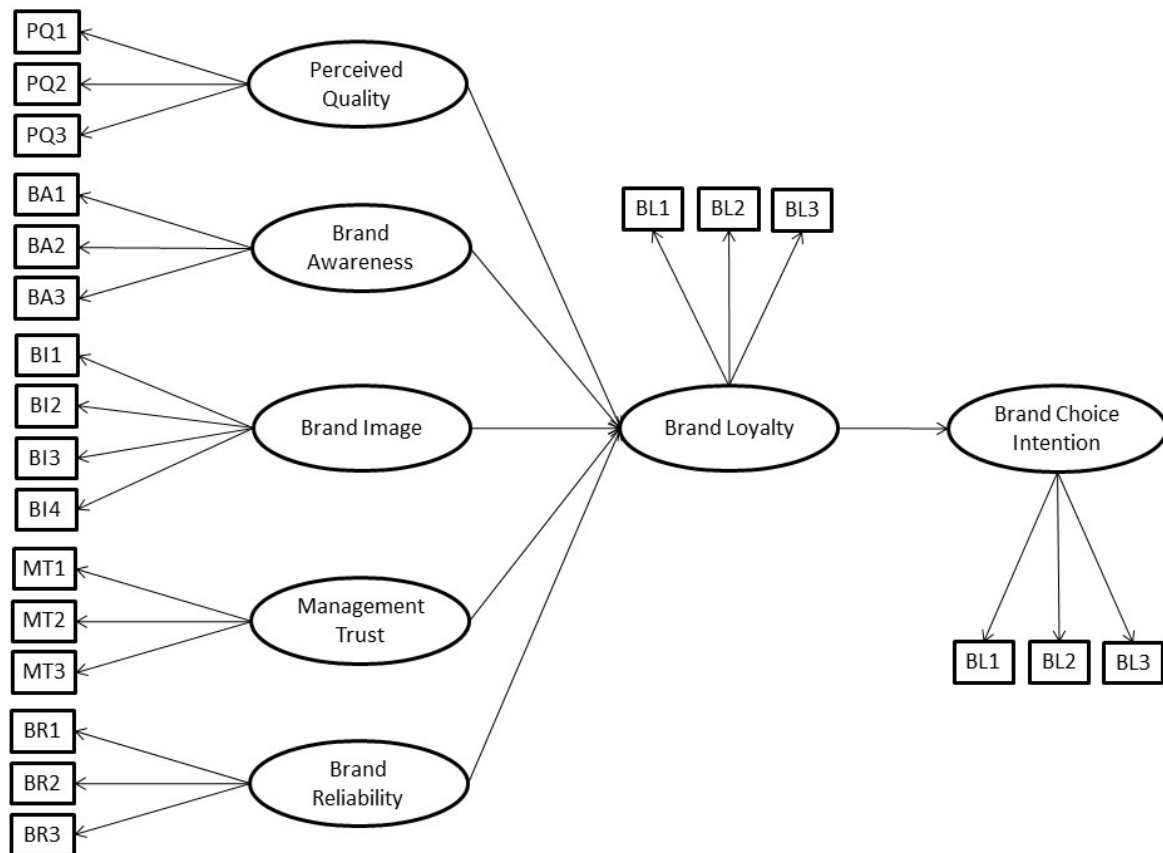 PQ1
PQ2
PQ3
Perceived
Quality
BA1
BA2
BA3
Brand
Awareness
BI1
BI2
BI3
BI4
Brand Image
MT1
MT2
MT3
Management
Trust
BR1
BR2
BR3
Brand
Reliability
BL1
BL2
BL3
Brand Loyalty
Brand Choice
Intention
BL1
BL2
BL3